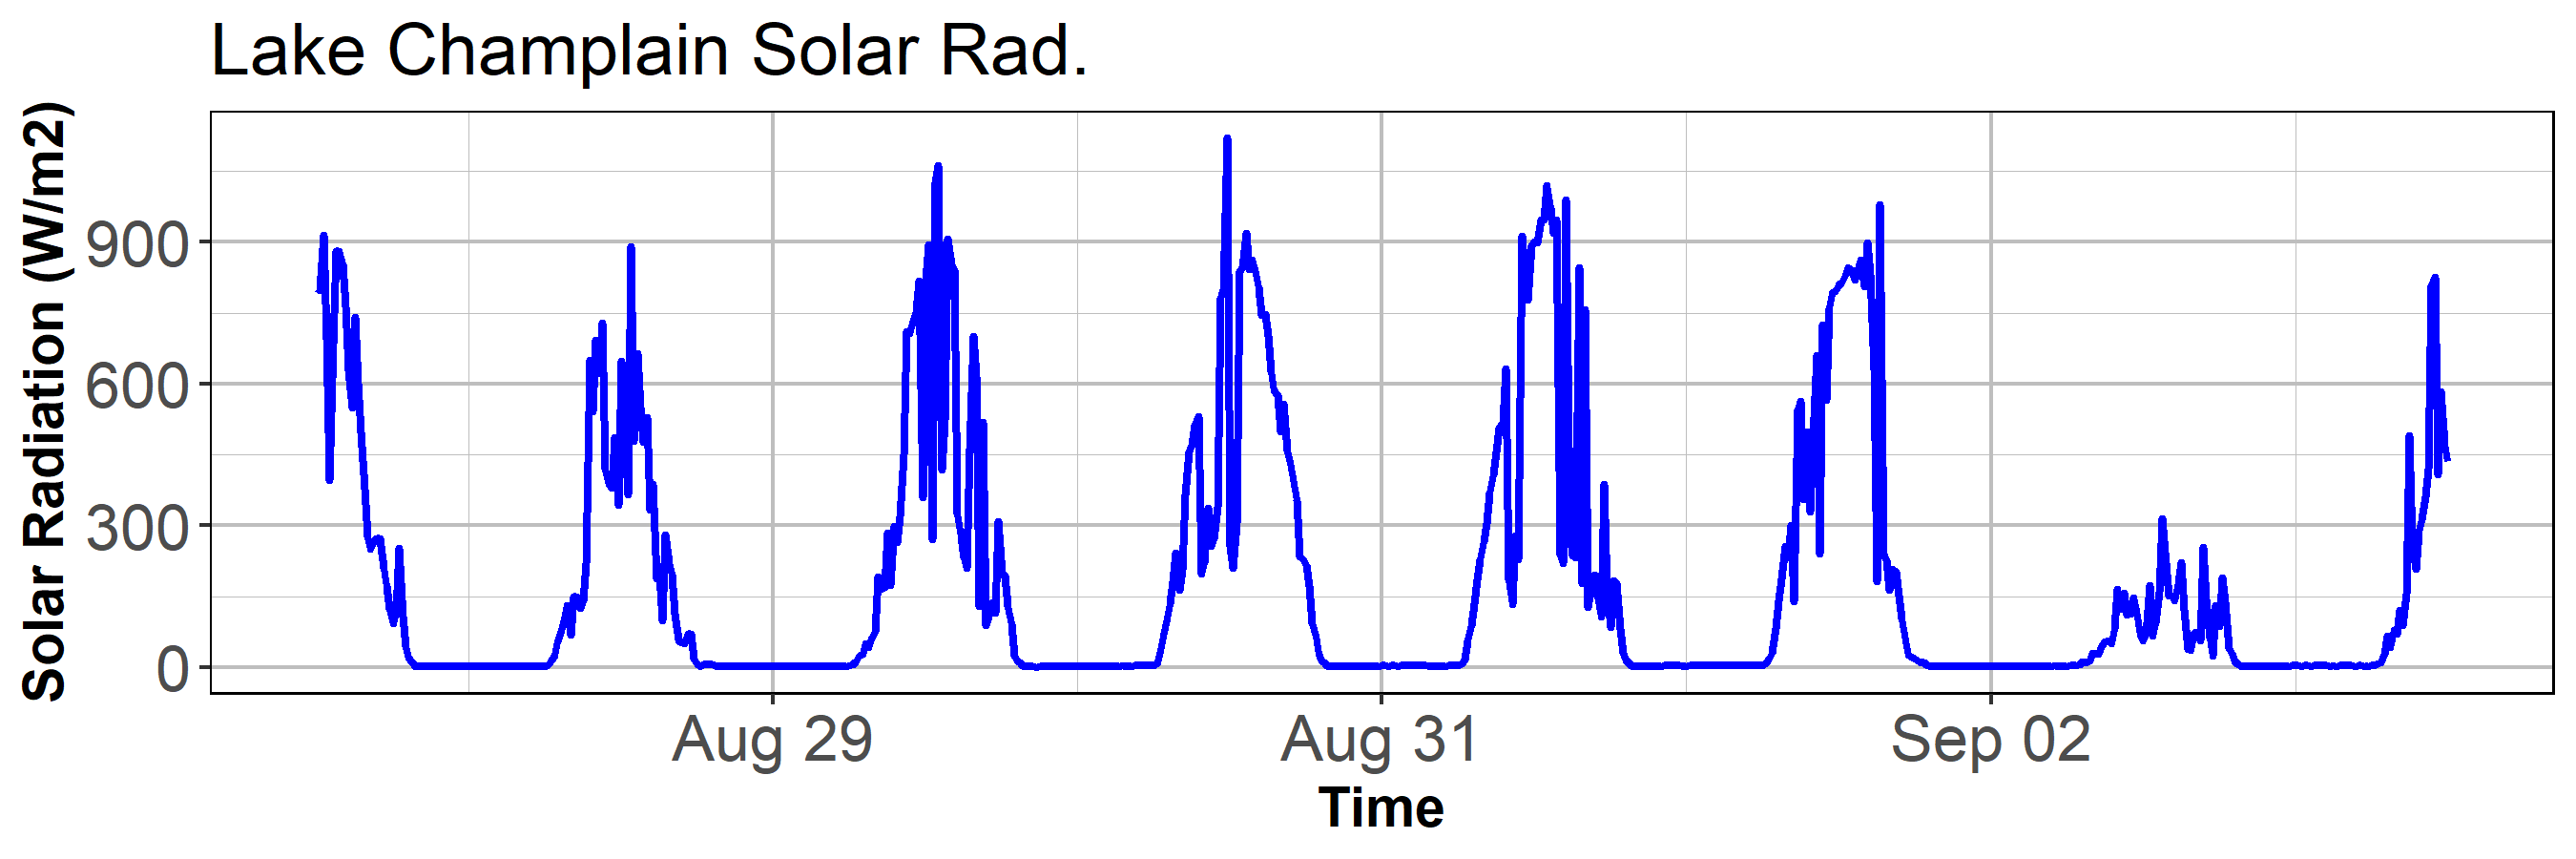 Lake Champlain Solar Rad.
Solar Radiation (W/m2)
900
600
300
0
Aug 29
Aug 31
Sep 02
Time